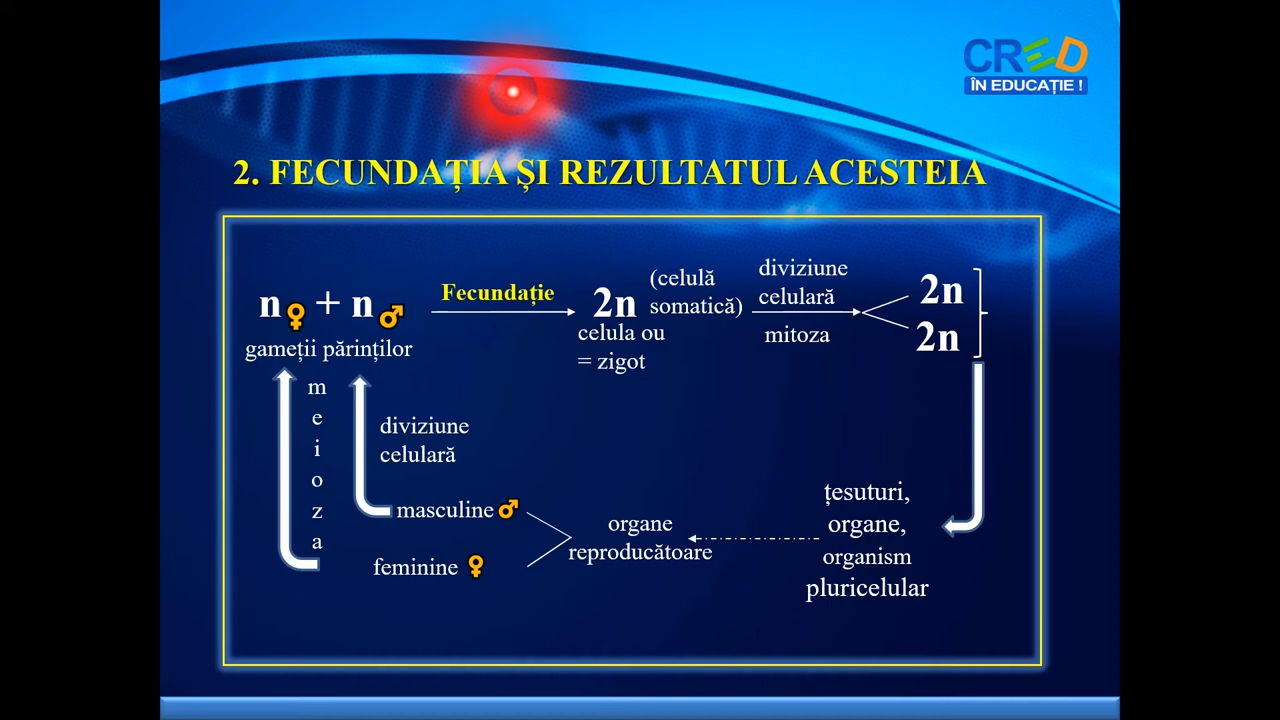 CRED
ÎN EDUCAȚIE !
2. FECUNDAȚIA ȘI REZULTATUL ACESTEIA
n♀ + n♂
gameții părinților
Fecundație
2n
(celulă
somatică)
celula ou
= zigot
diviziune
celulară
mitoza
2n
2n
m
e
i
o
z
a
diviziune
celulară
masculine ♂
feminine ♀
organe
reproducătoare
țesuturi,
organe,
organism
pluricelular